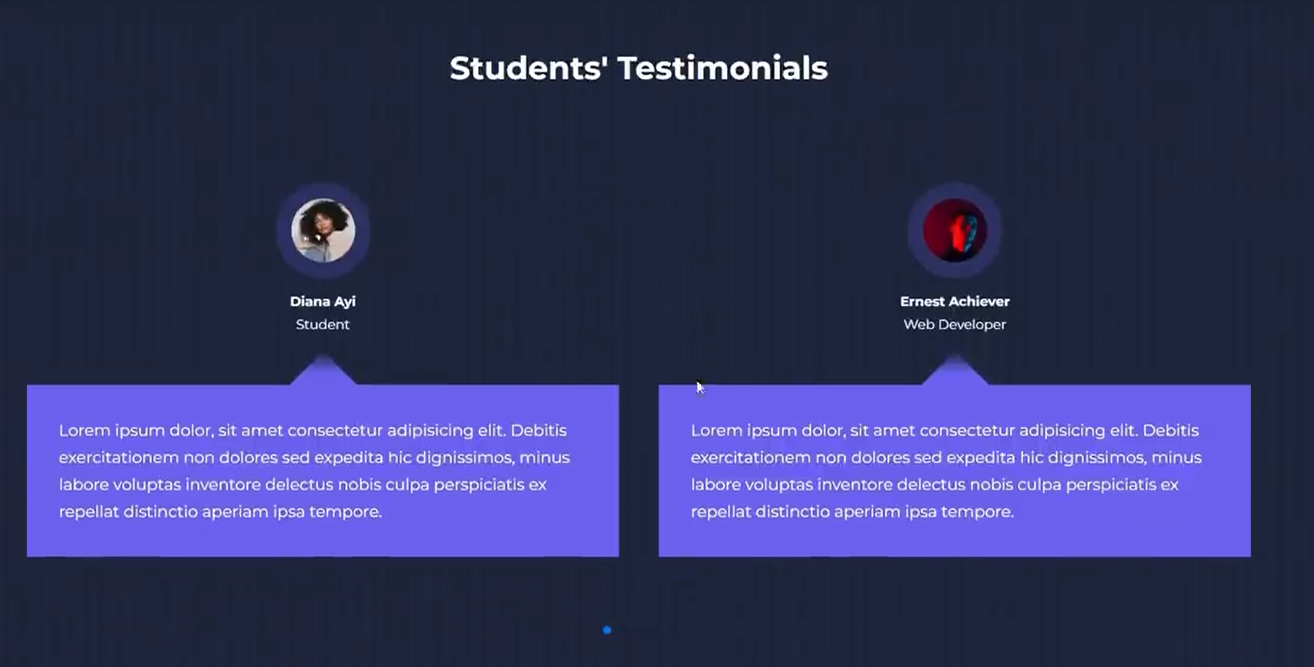 Students' Testimonials
Diana Ayi
Student
Lorem ipsum dolor, sit amet consectetur adipisicing elit. Debitis
exercitationem non dolores sed expedita hic dignissimos, minus
labore voluptas inventore delectus nobis culpa perspiciatis ex
repellat distinctio aperiam ipsa tempore.
Ernest Achiever
Web Developer
Lorem ipsum dolor, sit amet consectetur adipisicing elit. Debitis
exercitationem non dolores sed expedita hic dignissimos, minus
labore voluptas inventore delectus nobis culpa perspiciatis ex
repellat distinctio aperiam ipsa tempore.